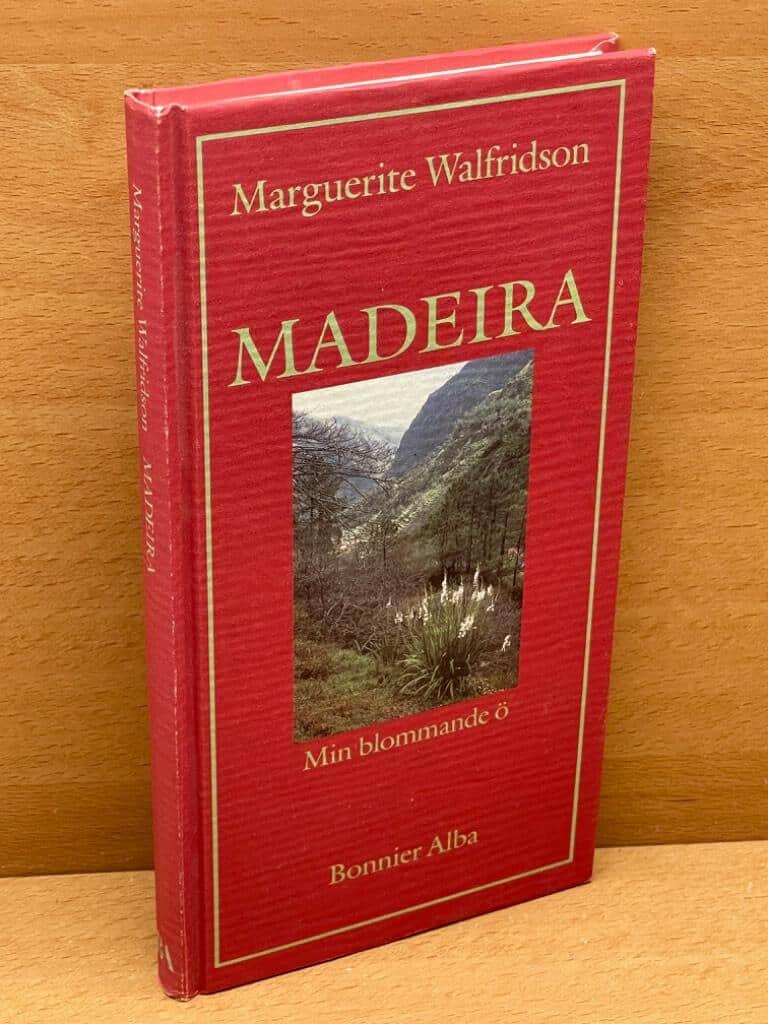 Marguerite Walfridson
MADEIRA
Min blommande ö
Bonnier Alba
Marguerite Walfridson MADEIRA